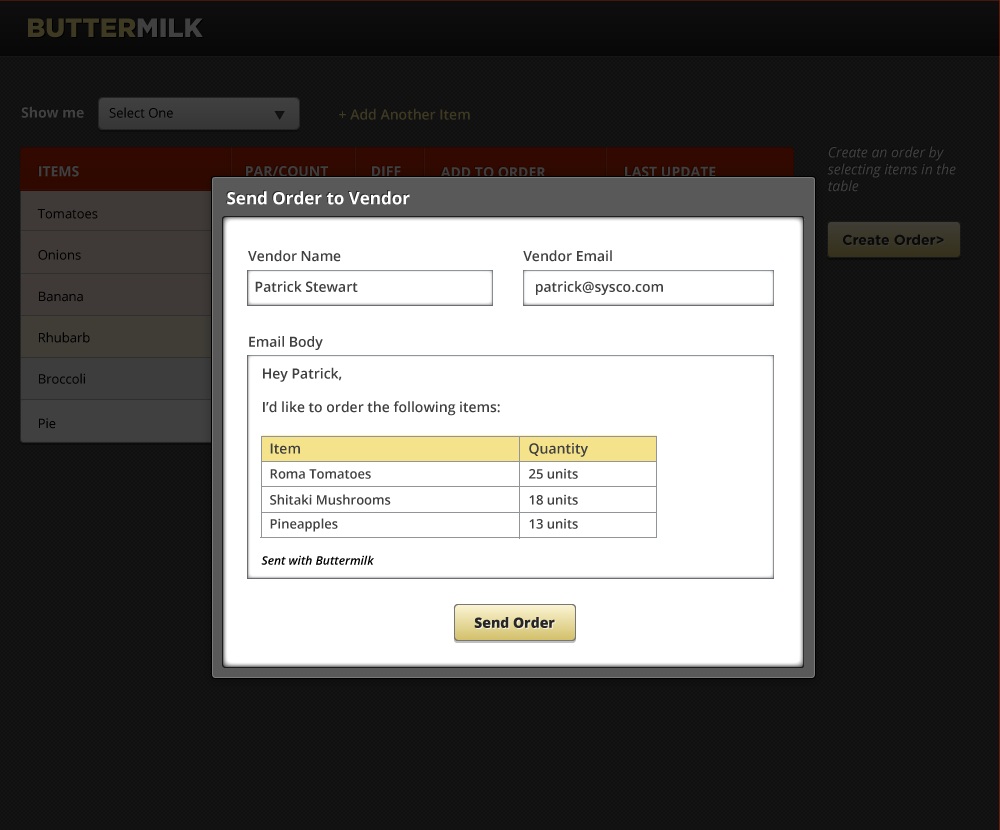 BUTTERMILK
Show me Select One + Add Another Item
ITEMS PAR/COUNT DIFF ADD TO ORDER LAST UPDATE
Create an order by
selecting items in the
table
Create Order>
Tomatoes
Onions
Banana
Rhubarb
Broccoli
Pie
Send Order to Vendor
Vendor Name Vendor Email
Patrick Stewart patrick@sysco.com
Email Body
Hey Patrick,
I'd like to order the following items:
Item Quantity
Roma Tomatoes 25 units
Shitaki Mushrooms 18 units
Pineapples 13 units
Sent with Buttermilk
Send Order